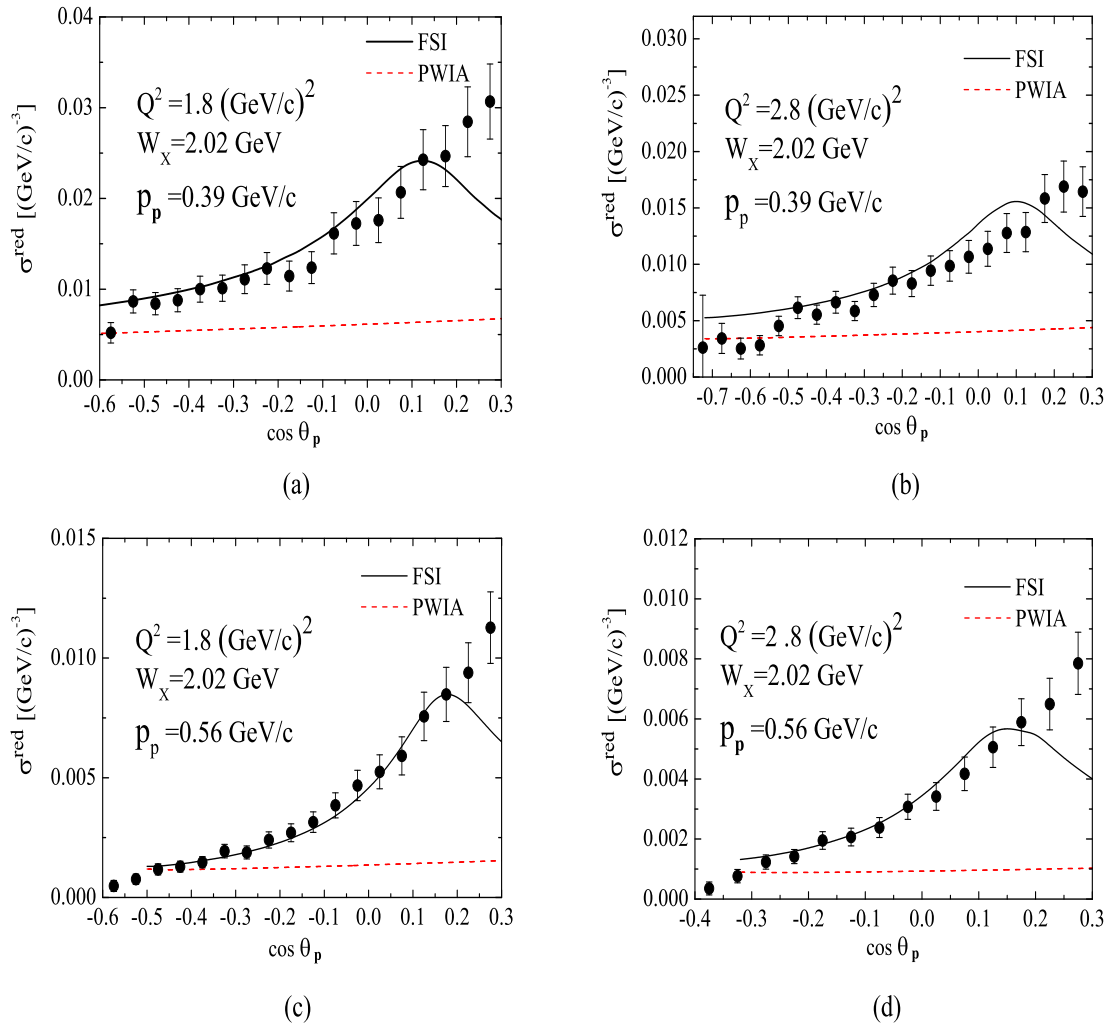 0.04
0.03
0.02
0.01
0.00
σ^red [(GeV/c)^-3]
FSI
PWIA
Q² =1.8 (GeV/c)²
W_X=2.02 GeV
p_p =0.39 GeV/c
-0.6 -0.5 -0.4 -0.3 -0.2 -0.1 0.0 0.1 0.2 0.3
cos θ_p
(a)
0.030
0.025
0.020
0.015
0.010
0.005
0.000
σ^red [(GeV/c)^-3]
FSI
PWIA
Q² =2.8 (GeV/c)²
W_X=2.02 GeV
p_p =0.39 GeV/c
-0.7 -0.6 -0.5 -0.4 -0.3 -0.2 -0.1 0.0 0.1 0.2 0.3
cos θ_p
(b)
0.015
0.010
0.005
0.000
σ^red [(GeV/c)^-3]
FSI
PWIA
Q² =1.8 (GeV/c)²
W_X=2.02 GeV
p_p =0.56 GeV/c
-0.6 -0.5 -0.4 -0.3 -0.2 -0.1 0.0 0.1 0.2 0.3
cos θ_p
(c)
0.012
0.010
0.008
0.006
0.004
0.002
0.000
σ^red [(GeV/c)^-3]
FSI
PWIA
Q² =2 .8 (GeV/c)²
W_X=2.02 GeV
p_p =0.56 GeV/c
-0.4 -0.3 -0.2 -0.1 0.0 0.1 0.2 0.3
cos θ_p
(d)